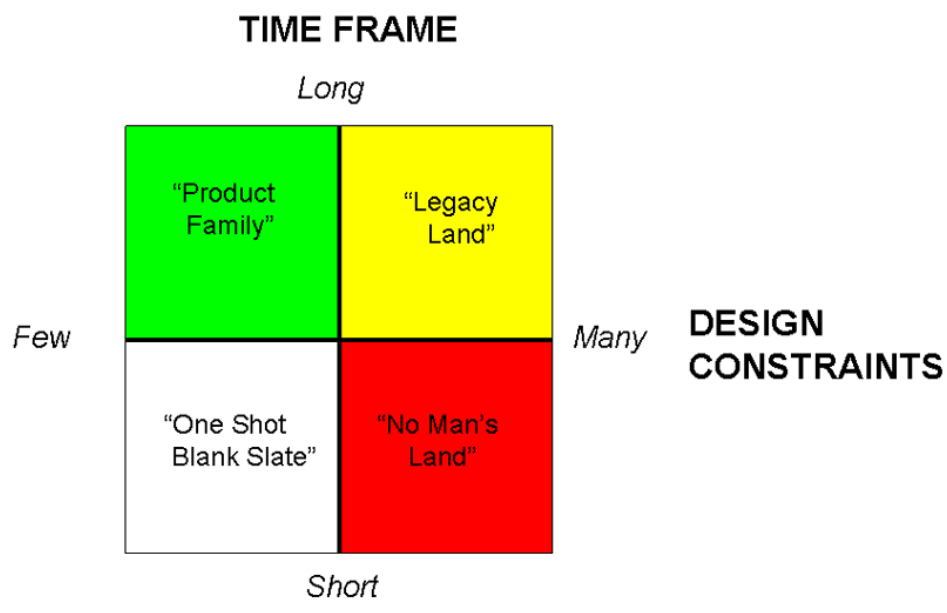 TIME FRAME
Long
“Product
Family”
“Legacy
Land”
Few
Many
DESIGN
CONSTRAINTS
“One Shot
Blank Slate”
“No Man’s
Land”
Short